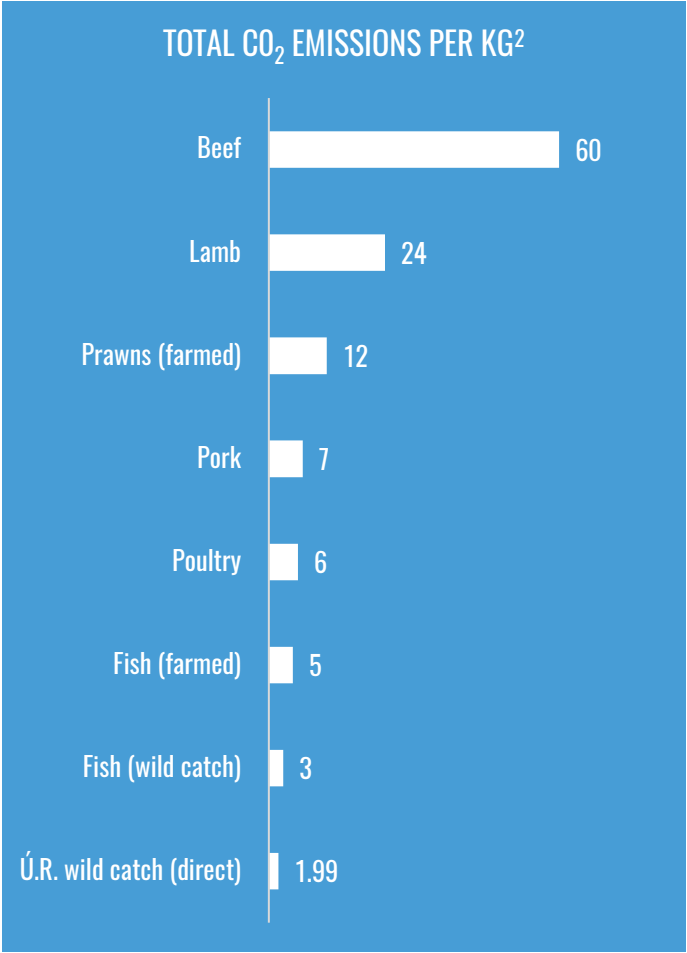 TOTAL CO₂ EMISSIONS PER KG²
Beef 60
Lamb 24
Prawns (farmed) 12
Pork 7
Poultry 6
Fish (farmed) 5
Fish (wild catch) 3
Ú.R. wild catch (direct) 1.99